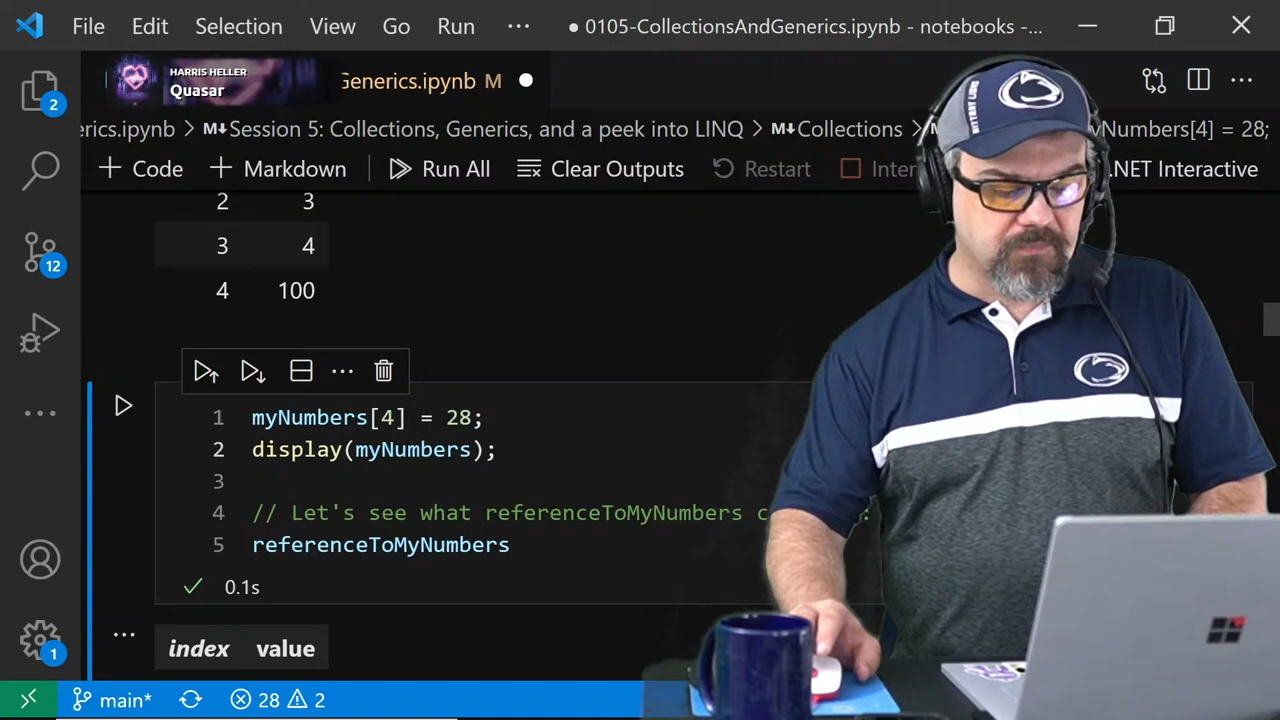 File Edit Selection View Go Run ··· ● 0105-CollectionsAndGenerics.ipynb - notebooks -...
HARRIS HELLER
Quasar
Generics.ipynb M
2
erics.ipynb > M↓Session 5: Collections, Generics, and a peek into LINQ > M↓Collections > yNumbers[4] = 28;
+ Code + Markdown Run All Clear Outputs Restart Inter .NET Interactive
2 3
3 4
4 100
12
1 myNumbers[4] = 28;
2 display(myNumbers);
3
4 // Let's see what referenceToMyNumbers c
5 referenceToMyNumbers
0.1s
index value
1
main* 28 2